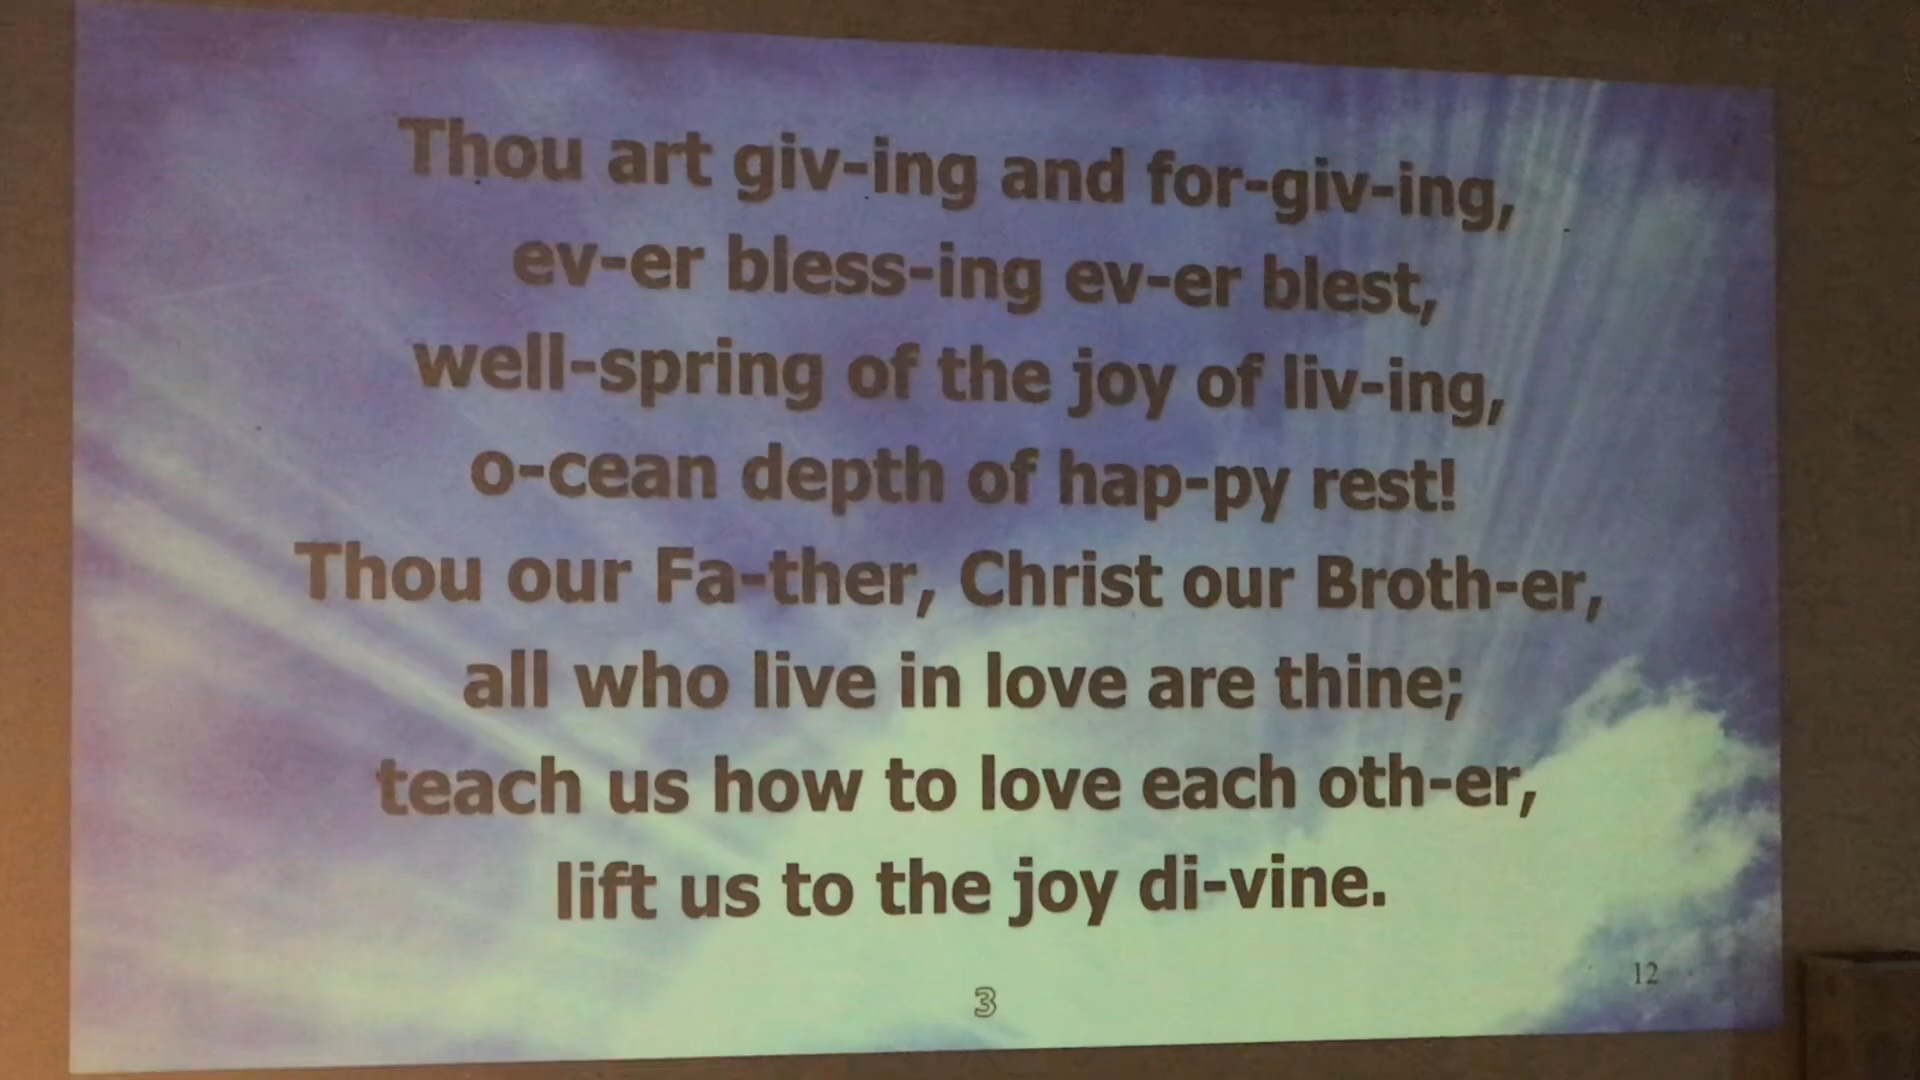 Thou art giv-ing and for-giv-ing,
ev-er bless-ing ev-er blest,
well-spring of the joy of liv-ing,
o-cean depth of hap-py rest!
Thou our Fa-ther, Christ our Broth-er,
all who live in love are thine;
teach us how to love each oth-er,
lift us to the joy di-vine.
3
12